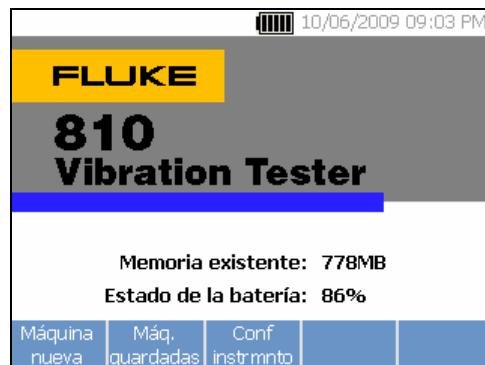 10/06/2009 09:03 PM
FLUKE
810
Vibration Tester
Memoria existente: 778MB
Estado de la batería: 86%
Máquina nueva
Máq. guardadas
Conf instrmnto